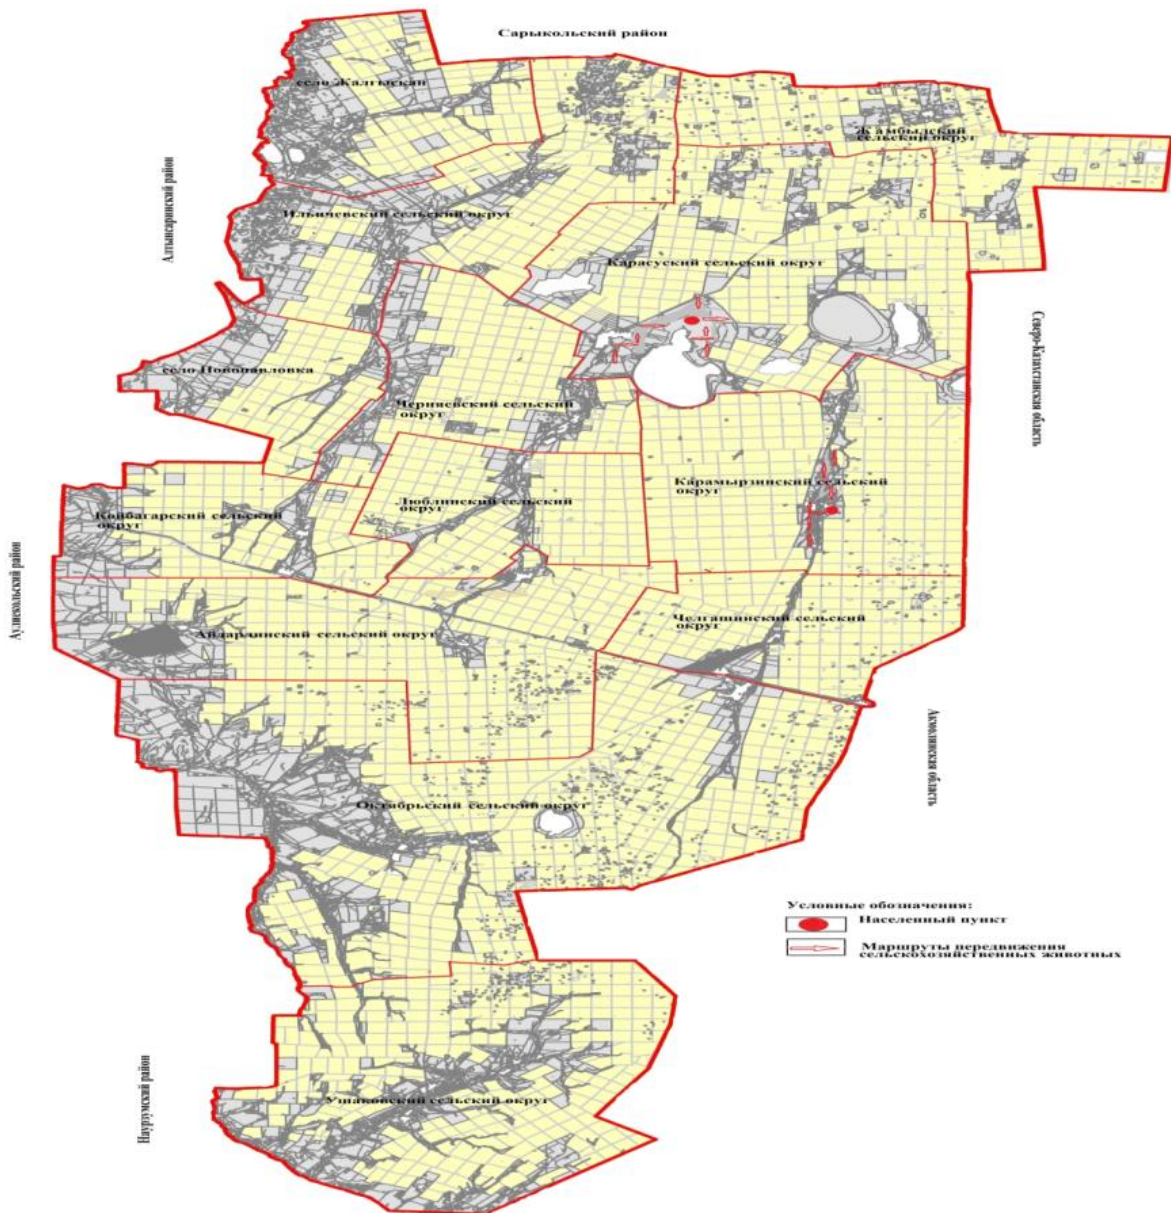 Сарыкольский район
село Жалгыскан
Жамбылский
сельский округ
Алтынсаринский район
Ильичевский сельский округ
Карасуский сельский округ
Северо-Казахстанская область
село Новопавловка
Черняевский сельский
округ
Карамырзинский сельский
округ
Люблинский сельский
округ
Койбагарский сельский
округ
Аулиекольский район
Челгашинский сельский
округ
Айдарлинский сельский округ
Акмолинская область
Октябрьский сельский округ
Условные обозначения:
Населенный пункт
Маршруты передвижения
сельскохозяйственных животных
Наурзумский район
Ушаковский сельский округ